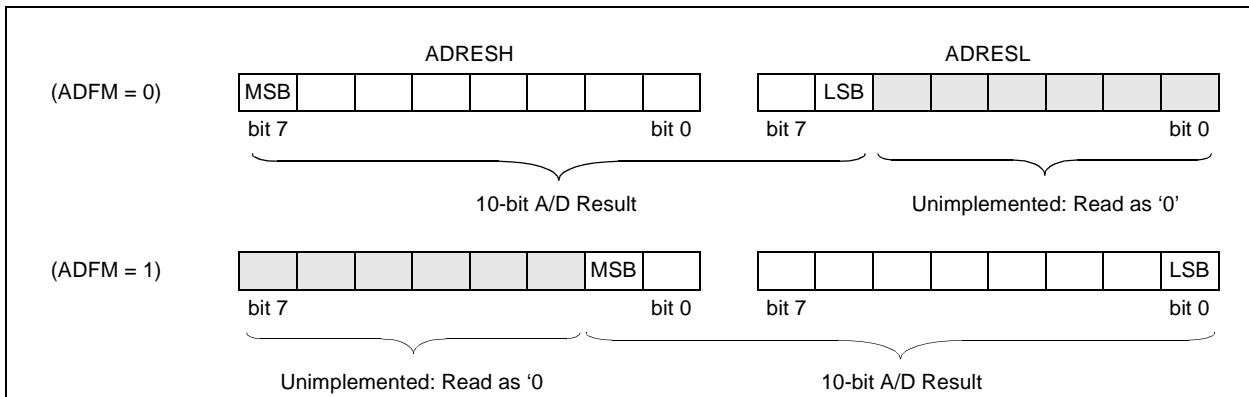 ADRESH ADRESL
(ADFM = 0) MSB LSB
bit 7 bit 0 bit 7 bit 0
10-bit A/D Result Unimplemented: Read as ‘0’
(ADFM = 1) MSB LSB
bit 7 bit 0 bit 7 bit 0
Unimplemented: Read as ‘0 10-bit A/D Result